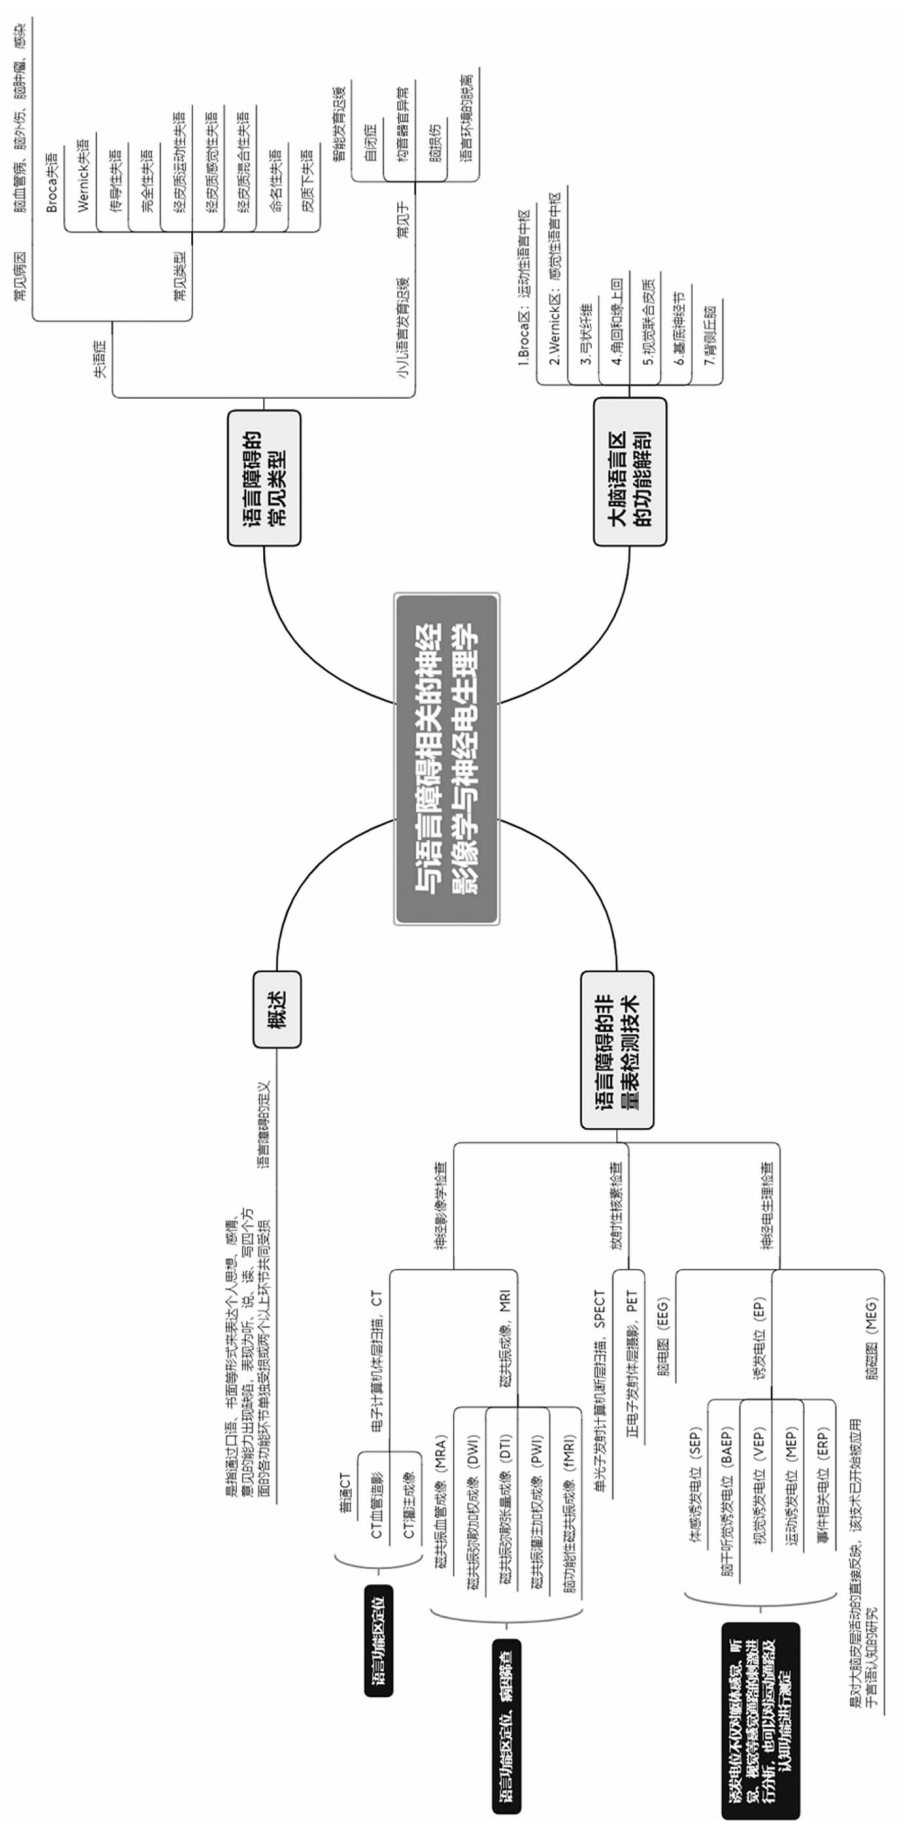 与语言障碍相关的神经
影像学与神经电生理学
概述
语言障碍的定义
是指通过口语、书面等形式来表达个人思想、感情、
意见的能力出现缺陷，表现为听、说、读、写四个方
面的各功能环节单独受损或两个以上环节共同受损
语言障碍的
常见类型
失语症
常见病因
脑血管病、脑外伤、脑肿瘤、感染
常见类型
Broca失语
Wernick失语
传导性失语
完全性失语
经皮质运动性失语
经皮质感觉性失语
经皮质混合性失语
命名性失语
皮质下失语
小儿语言发育迟缓
常见于
智能发育迟缓
自闭症
构音器官异常
脑损伤
语言环境的脱离
大脑语言区
的功能解剖
1.Broca区：运动性语言中枢
2.Wernick区：感觉性语言中枢
3.弓状纤维
4.角回和缘上回
5.视觉联合皮质
6.基底神经节
7.背侧丘脑
语言障碍的非
量表检测技术
神经影像学检查
电子计算机体层扫描，CT
普通CT
CT血管造影
CT灌注成像
语言功能区定位
磁共振成像，MRI
磁共振血管成像（MRA）
磁共振弥散加权成像（DWI）
磁共振弥散张量成像（DTI）
磁共振灌注加权成像（PWI）
脑功能性磁共振成像（fMRI）
语言功能区定位、病因筛查
放射性核素检查
单光子发射计算机断层扫描，SPECT
正电子发射体层摄影，PET
神经电生理检查
脑电图（EEG）
诱发电位（EP）
体感诱发电位（SEP）
脑干听觉诱发电位（BAEP）
视觉诱发电位（VEP）
运动诱发电位（MEP）
事件相关电位（ERP）
诱发电位不仅对躯体感觉、听
觉、视觉等感觉通路的刺激进
行分析，也可以对运动通路及
认知功能进行测定
脑磁图（MEG）
是对大脑皮层活动的直接反映，该技术已开始被应用
于言语认知的研究